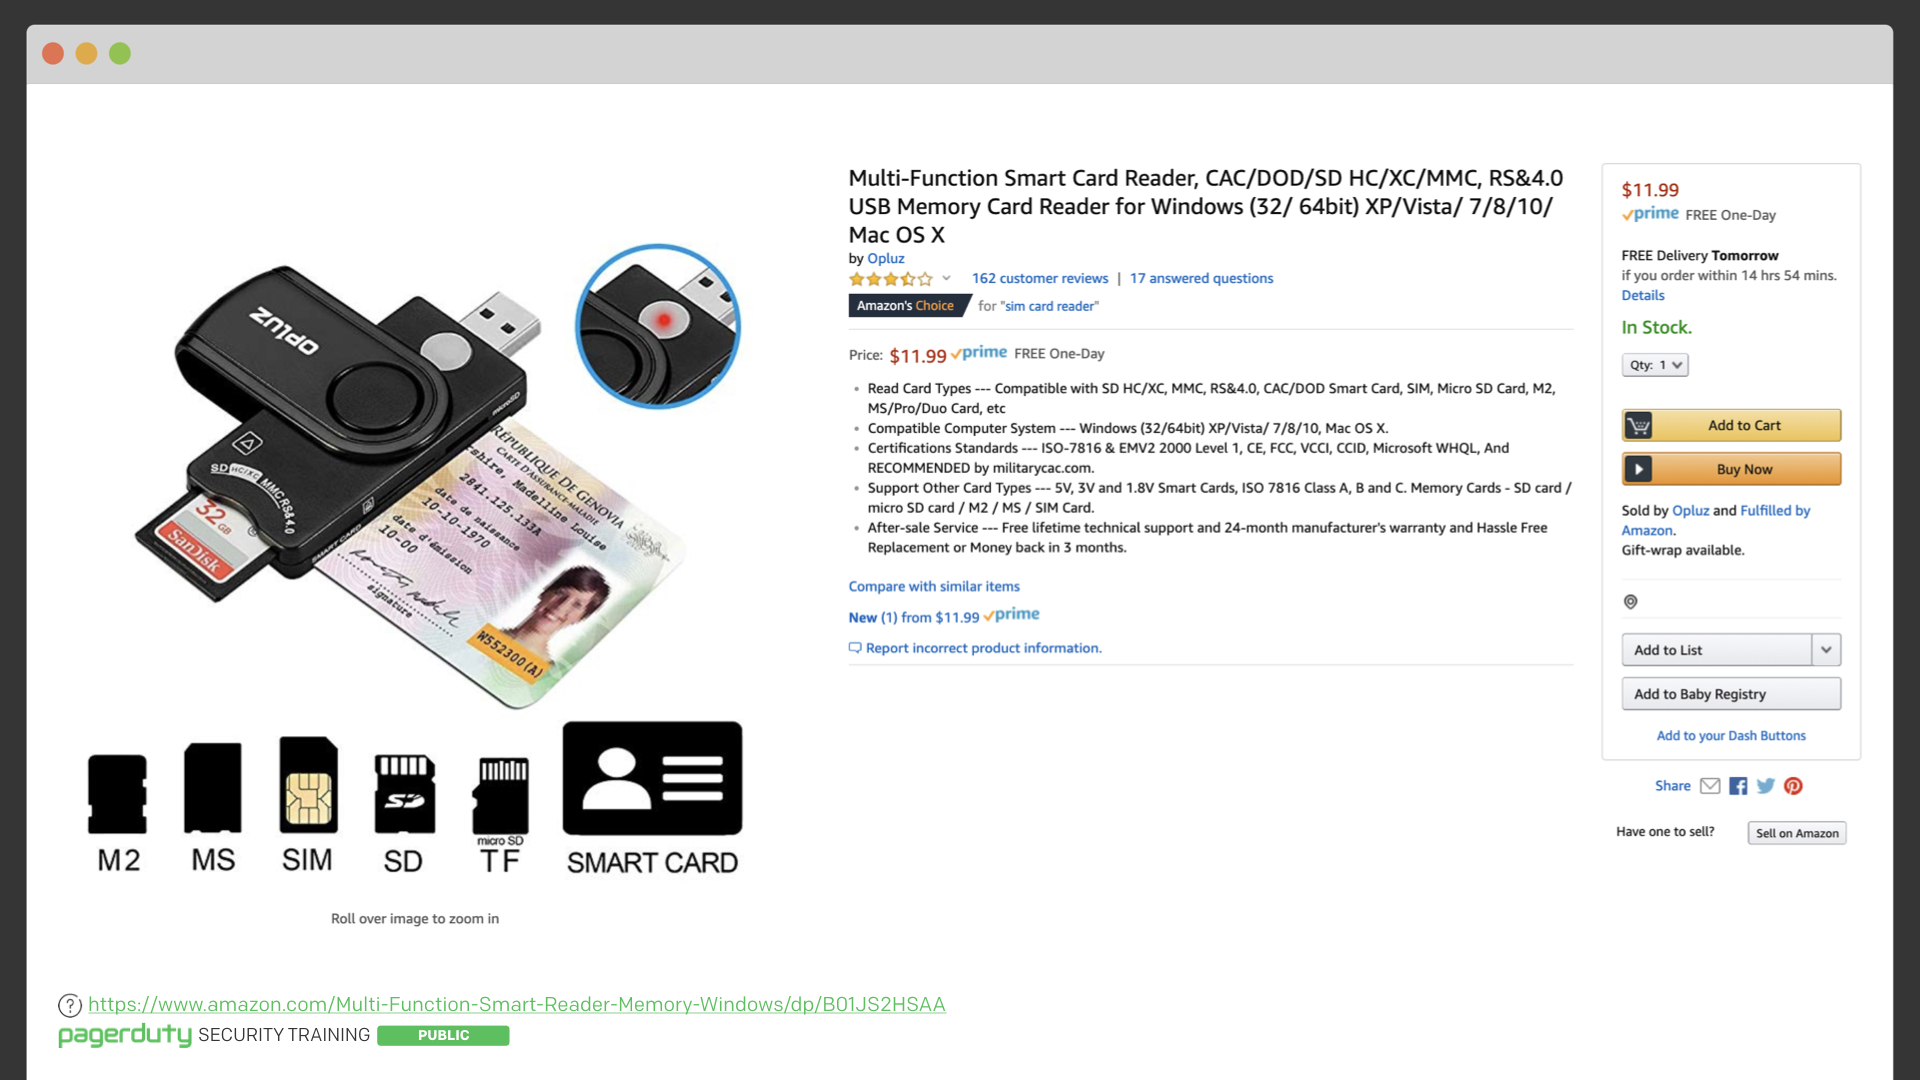 Multi-Function Smart Card Reader, CAC/DOD/SD HC/XC/MMC, RS&4.0
USB Memory Card Reader for Windows (32/ 64bit) XP/Vista/ 7/8/10/
Mac OS X
by Opluz
162 customer reviews | 17 answered questions
Amazon's Choice for "sim card reader"
Price: $11.99 prime FREE One-Day
• Read Card Types --- Compatible with SD HC/XC, MMC, RS&4.0, CAC/DOD Smart Card, SIM, Micro SD Card, M2,
MS/Pro/Duo Card, etc
• Compatible Computer System --- Windows (32/64bit) XP/Vista/ 7/8/10, Mac OS X.
• Certifications Standards --- ISO-7816 & EMV2 2000 Level 1, CE, FCC, VCCI, CCID, Microsoft WHQL, And
RECOMMENDED by militarycac.com.
• Support Other Card Types --- 5V, 3V and 1.8V Smart Cards, ISO 7816 Class A, B and C. Memory Cards - SD card /
micro SD card / M2 / MS / SIM Card.
• After-sale Service --- Free lifetime technical support and 24-month manufacturer's warranty and Hassle Free
Replacement or Money back in 3 months.
Compare with similar items
New (1) from $11.99 prime
Report incorrect product information.
$11.99
prime FREE One-Day
FREE Delivery Tomorrow
if you order within 14 hrs 54 mins.
Details
In Stock.
Qty: 1
Add to Cart
Buy Now
Sold by Opluz and Fulfilled by
Amazon.
Gift-wrap available.
Add to List
Add to Baby Registry
Add to your Dash Buttons
Share
Have one to sell? Sell on Amazon
OPLUZ
microSD
SD HC/XC MMC RS&4.0
SMART CARD
32 GB
SanDisk
RÉPUBLIQUE DE GENOVIA
CARTE D'ASSURANCE-MALADIE
Madeline Louise
2841.125.133A
date de naissance
10-10-1970
date d'émission
10-00
signature
W552300(A)
M2
MS
SIM
SD
SD
micro SD
TF
SMART CARD
Roll over image to zoom in
https://www.amazon.com/Multi-Function-Smart-Reader-Memory-Windows/dp/B01JS2HSAA
pagerduty SECURITY TRAINING PUBLIC